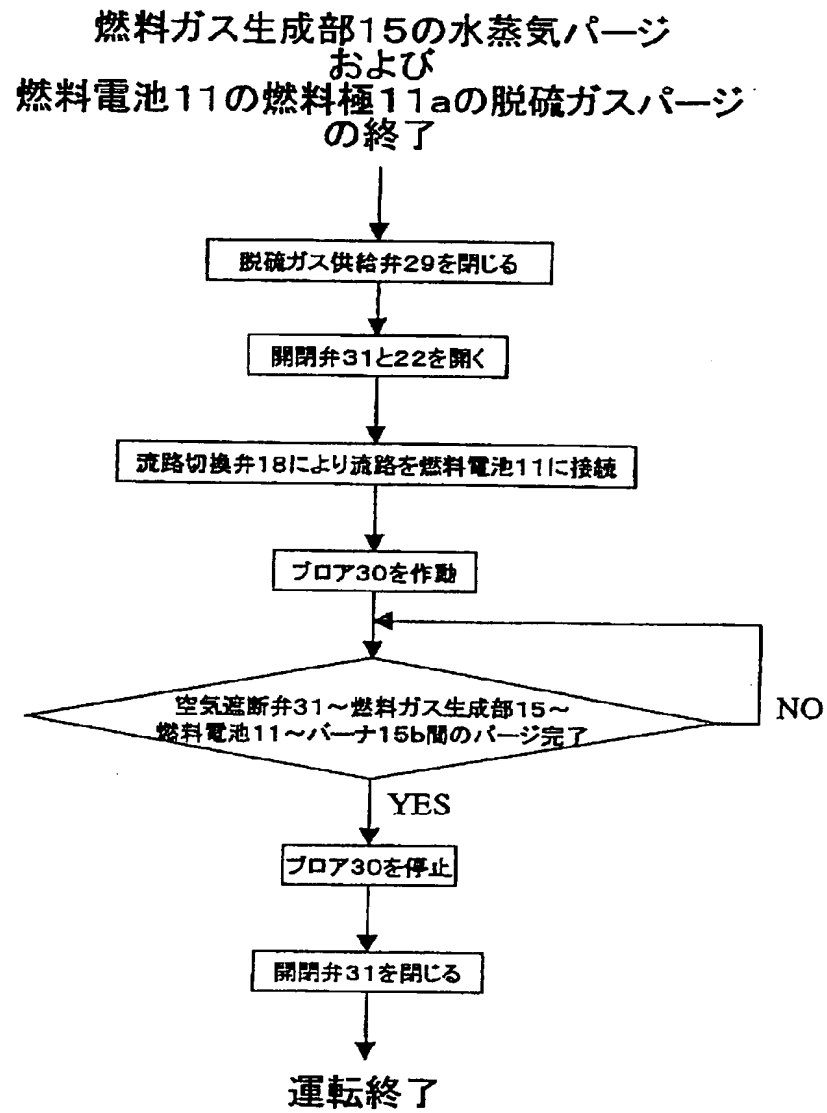 燃料ガス生成部15の水蒸気パージ
および
燃料電池11の燃料極11aの脱硫ガスパージ
の終了
脱硫ガス供給弁29を閉じる
開閉弁31と22を開く
流路切換弁18により流路を燃料電池11に接続
ブロア30を作動
空気遮断弁31～燃料ガス生成部15～
燃料電池11～バーナ15b間のパージ完了
NO
YES
ブロア30を停止
開閉弁31を閉じる
運転終了